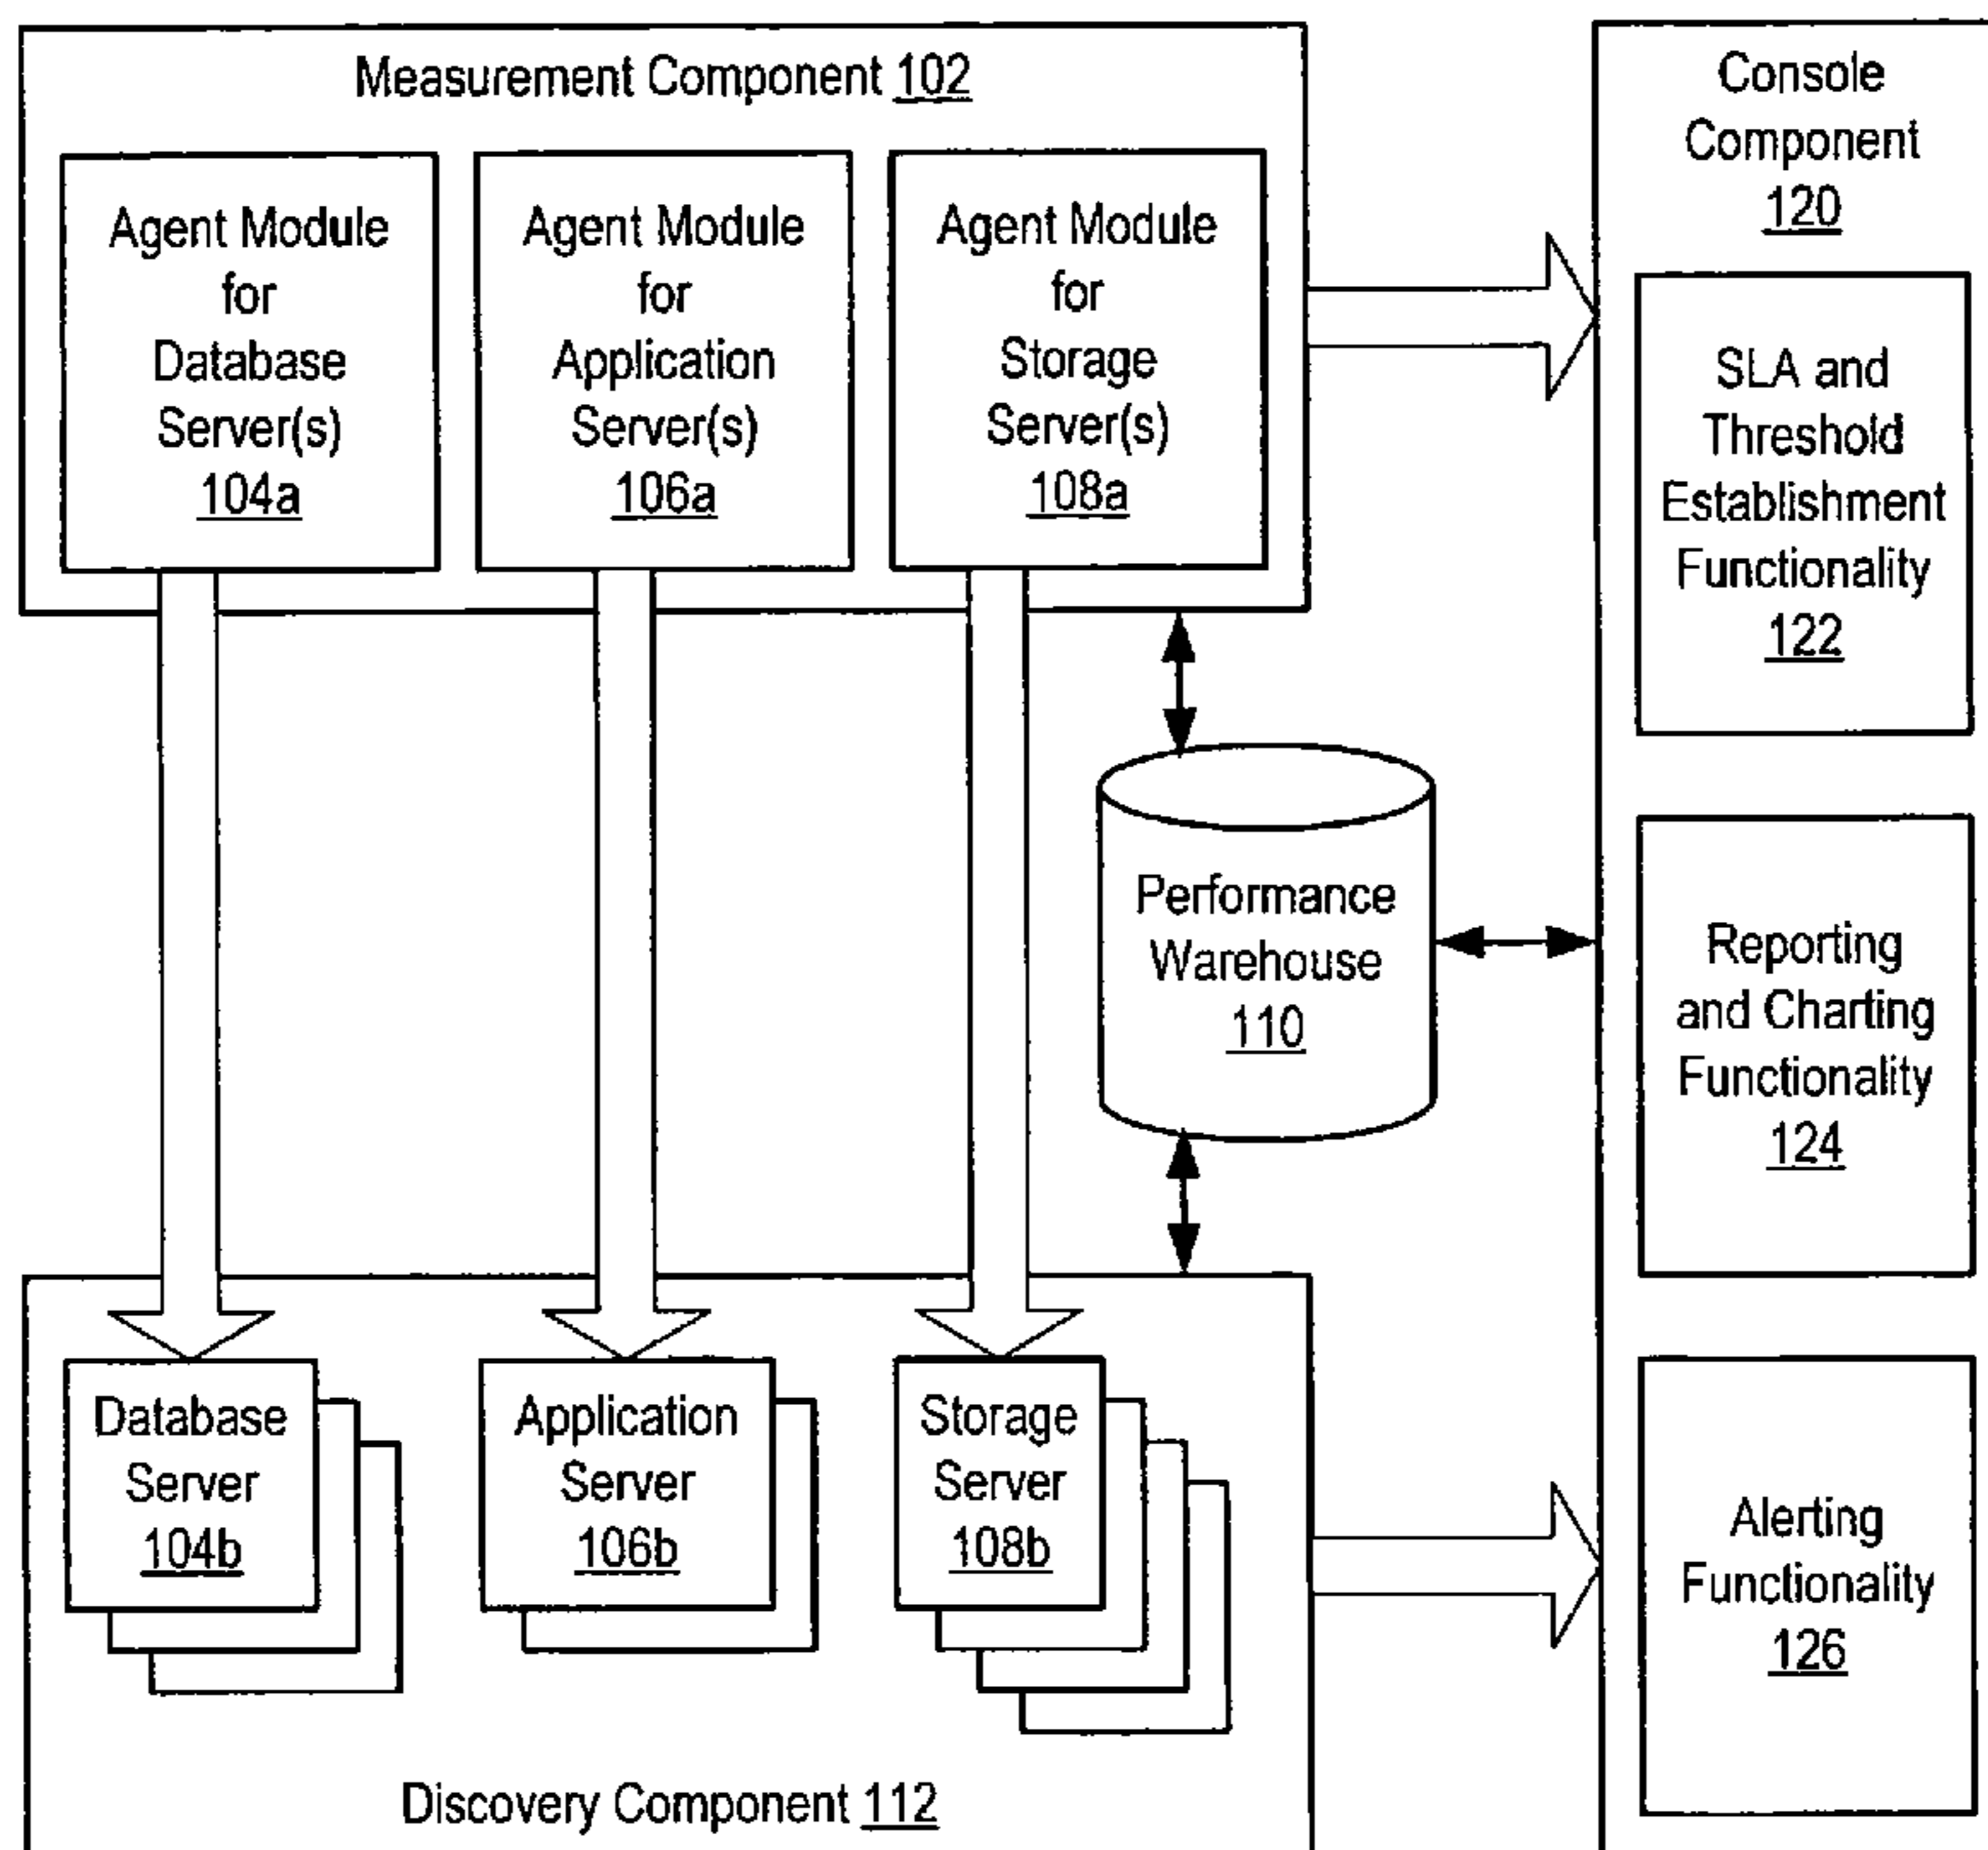 Measurement Component 102
Agent Module
for
Database
Server(s)
104a
Agent Module
for
Application
Server(s)
106a
Agent Module
for
Storage
Server(s)
108a
Console
Component
120
SLA and
Threshold
Establishment
Functionality
122
Performance
Warehouse
110
Reporting
and Charting
Functionality
124
Database
Server
104b
Application
Server
106b
Storage
Server
108b
Alerting
Functionality
126
Discovery Component 112